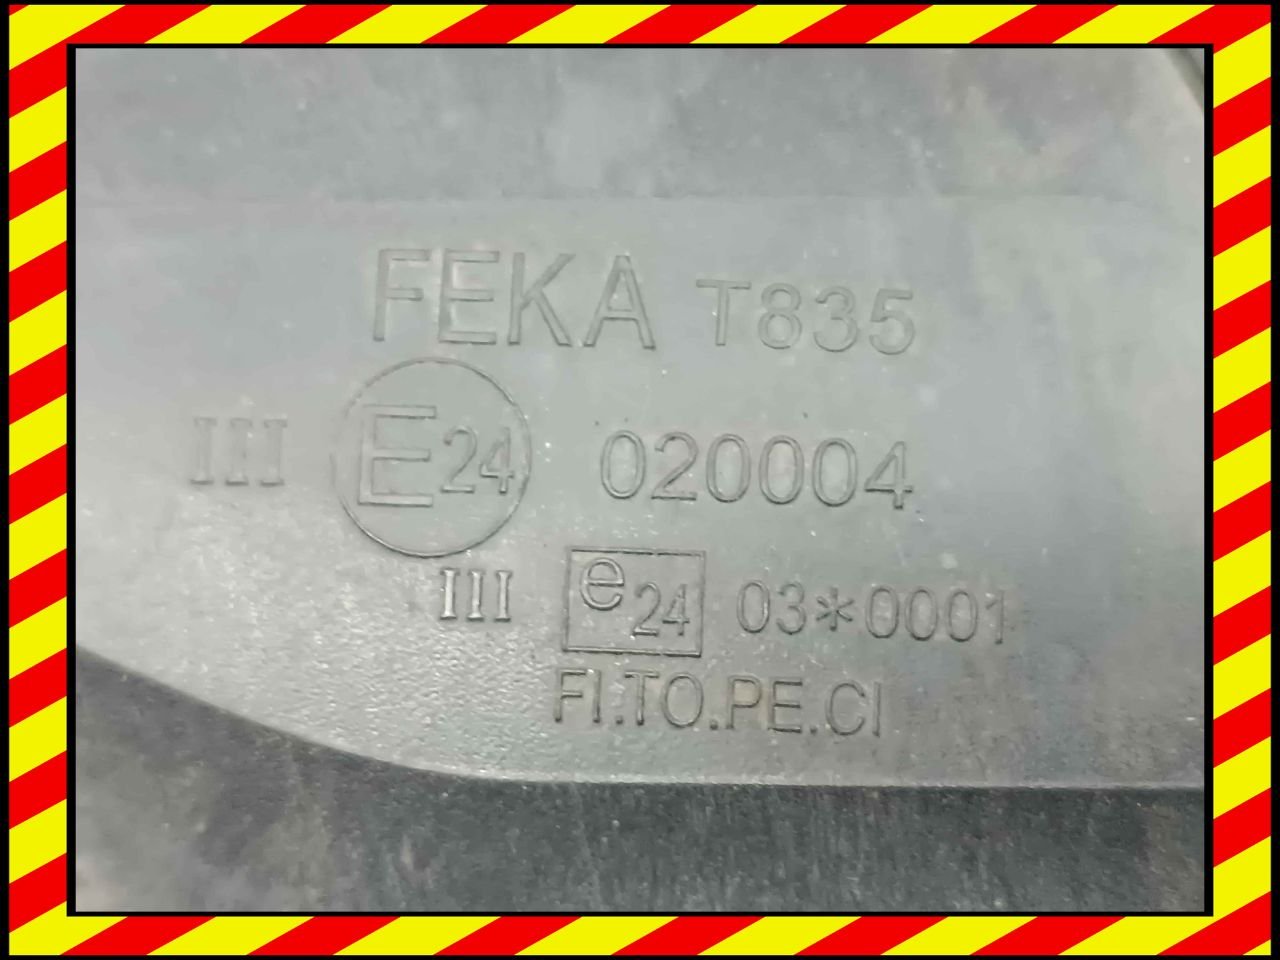 FEKA T835
III E24 020004
III e24 03*0001
FI.TO.PE.CI